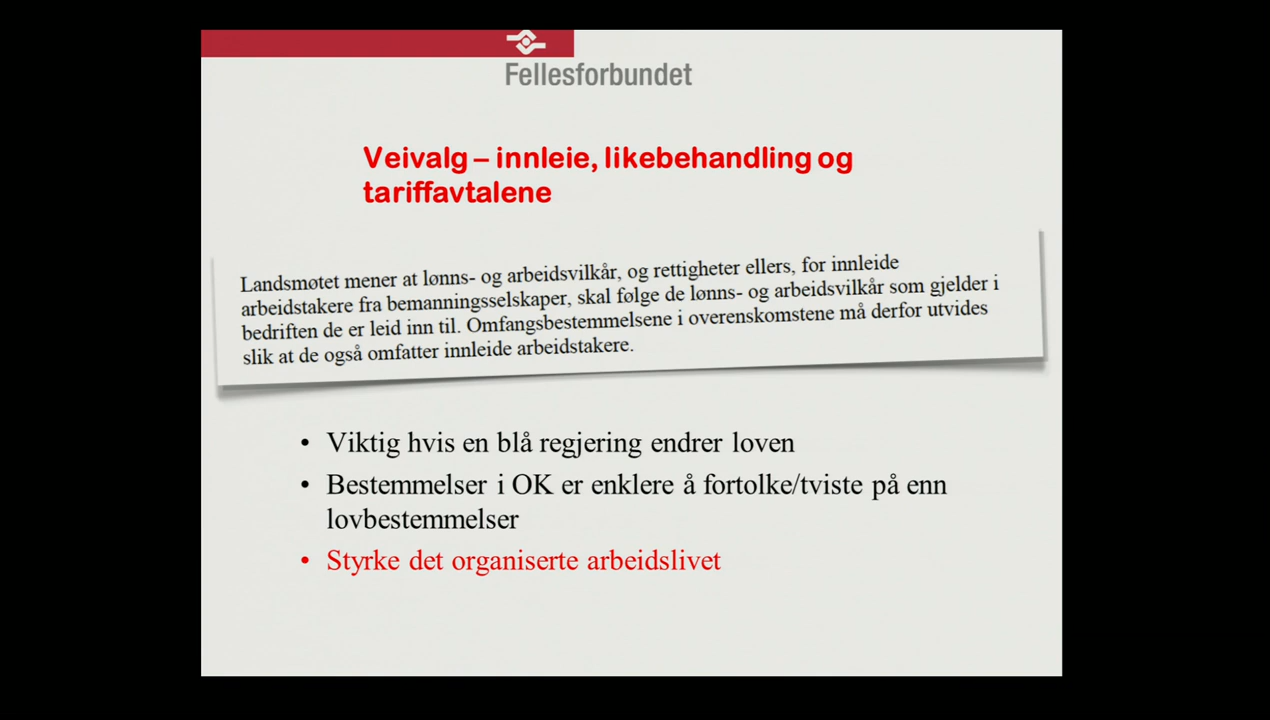 Fellesforbundet
Veivalg – innleie, likebehandling og
tariffavtalene
Landsmøtet mener at lønns- og arbeidsvilkår, og rettigheter ellers, for innleide
arbeidstakere fra bemanningsselskaper, skal følge de lønns- og arbeidsvilkår som gjelder i
bedriften de er leid inn til. Omfangsbestemmelsene i overenskomstene må derfor utvides
slik at de også omfatter innleide arbeidstakere.
• Viktig hvis en blå regjering endrer loven
• Bestemmelser i OK er enklere å fortolke/tviste på enn
lovbestemmelser
• Styrke det organiserte arbeidslivet